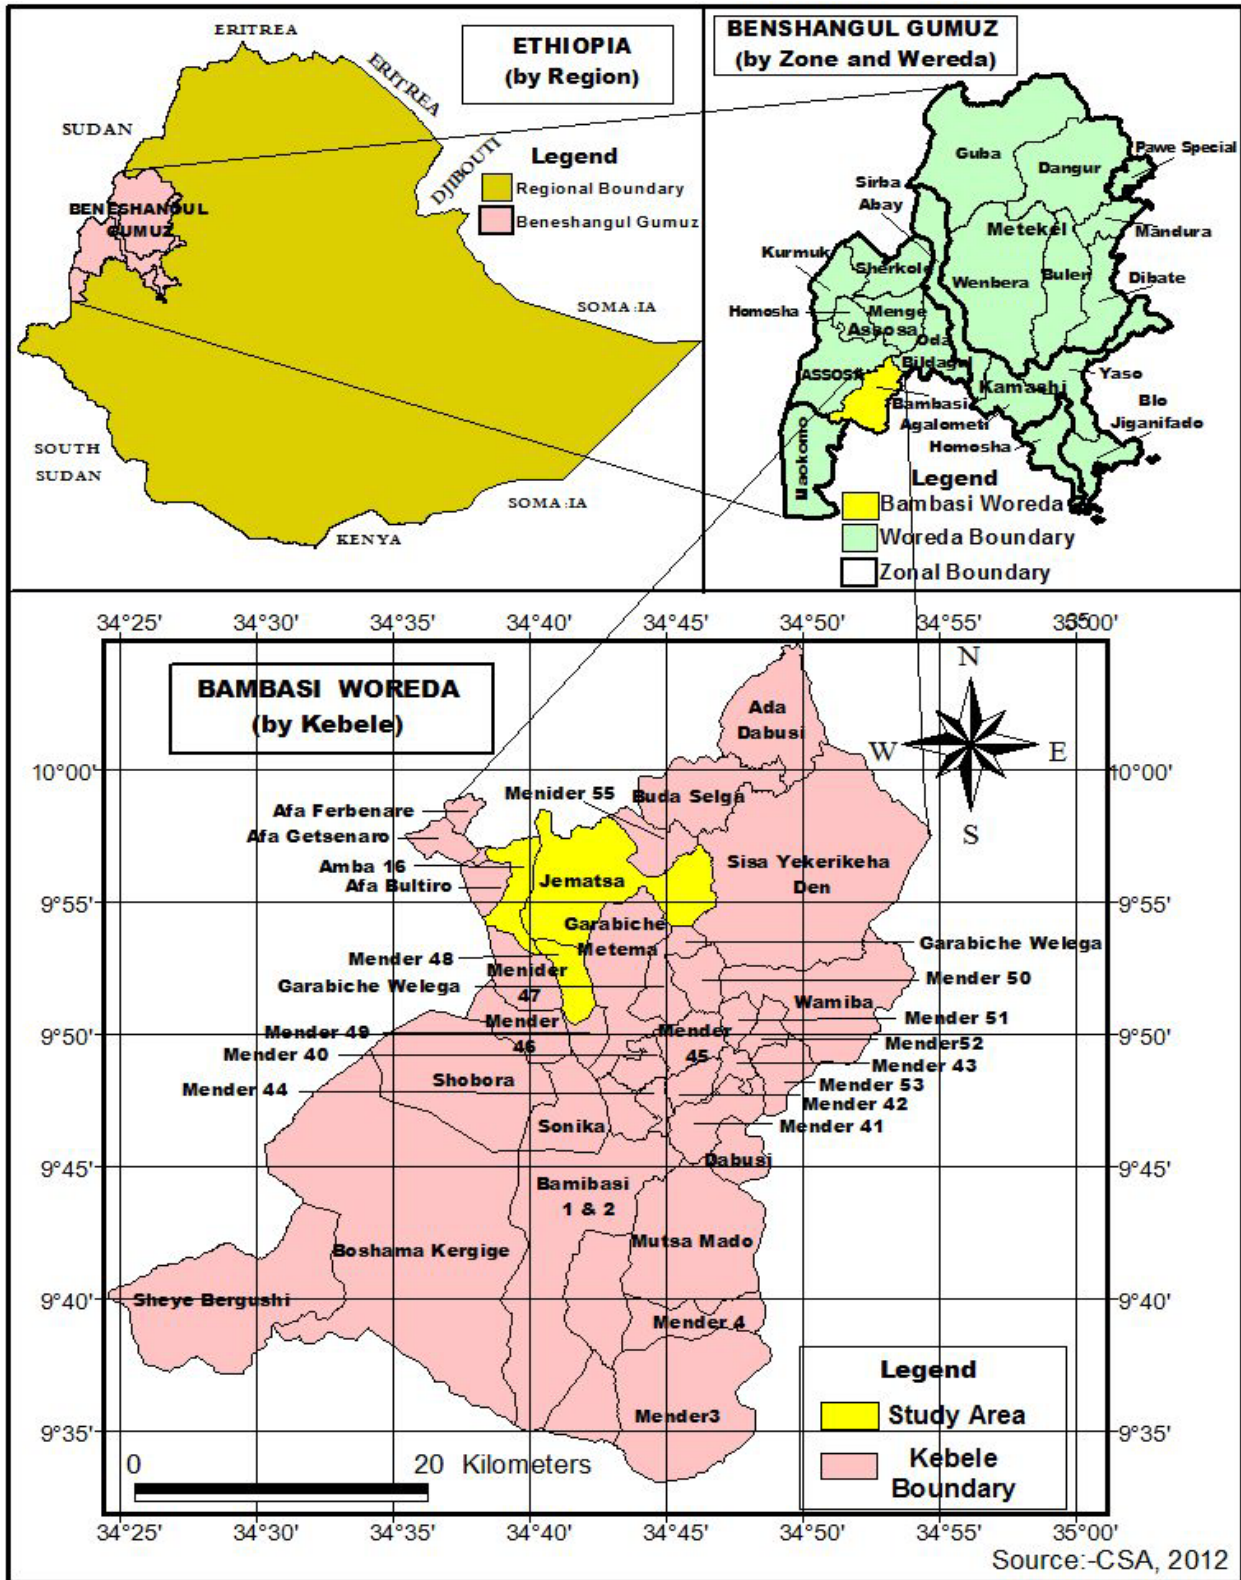 ERITREA
ETHIOPIA
(by Region)
ERITREA
SUDAN
DJIBOUTI
Legend
Regional Boundary
Beneshangul Gumuz
BENESHANGUL
GUMUZ
SOMA:IA
SOUTH
SUDAN
SOMA:IA
KENYA
BENSHANGUL GUMUZ
(by Zone and Wereda)
Guba
Dangur
Pawe Special
Sirba
Abay
Metekel
Mandura
Kurmuk
Sherkole
Wenbera
Bulen
Dibate
Homosha
Menge
Assosa
Oda
Bildagul
ASSOSA
Kamashi
Yaso
Bambasi
Agalometi
Blo
Jiganifado
Homosha
Maokomo
Legend
Bambasi Woreda
Woreda Boundary
Zonal Boundary
34°25' 34°30' 34°35' 34°40' 34°45' 34°50' 34°55' 35°00'
BAMBASI WOREDA
(by Kebele)
N
W E
S
Ada
Dabusi
10°00' 10°00'
Menider 55
Buda Selga
Afa Ferbenare
Afa Getsenaro
Amba 16
Afa Bultiro
Jematsa
Sisa Yekerikeha
Den
9°55' 9°55'
Garabiche
Metema
Garabiche Welega
Mender 48
Menider
47
Garabiche Welega
Mender 50
Wamiba
Mender 51
Mender
46
Mender
45
9°50' 9°50'
Mender 49
Mender52
Mender 40
Mender 43
Shobora
Mender 53
Mender 44
Mender 42
Sonika
Mender 41
Dabusi
9°45' 9°45'
Bamibasi
1 & 2
Boshama Kergige
Mutsa Mado
Sheye Bergushi
9°40' 9°40'
Mender 4
Legend
Study Area
Kebele
Boundary
Mender3
9°35' 9°35'
0 20 Kilometers
34°25' 34°30' 34°35' 34°40' 34°45' 34°50' 34°55' 35°00'
Source:-CSA, 2012